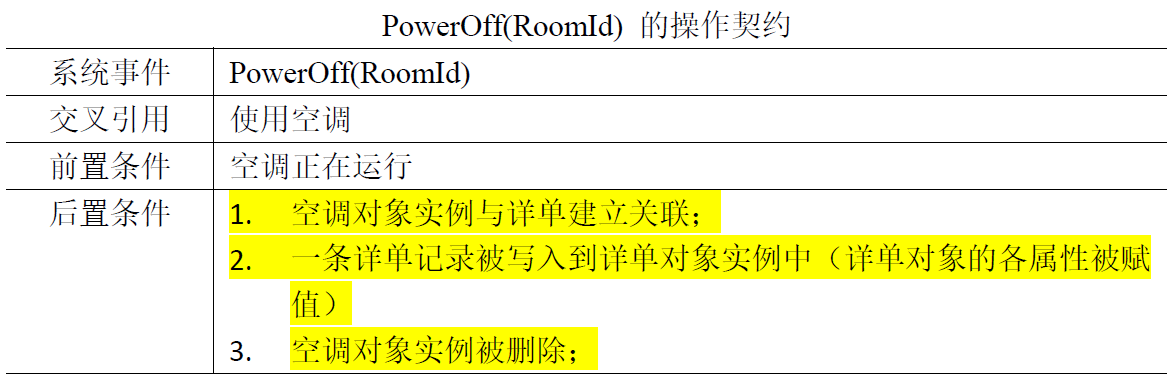 PowerOff(RoomId) 的操作契约
系统事件 PowerOff(RoomId)
交叉引用 使用空调
前置条件 空调正在运行
后置条件 1. 空调对象实例与详单建立关联；
2. 一条详单记录被写入到详单对象实例中（详单对象的各属性被赋
值）
3. 空调对象实例被删除；